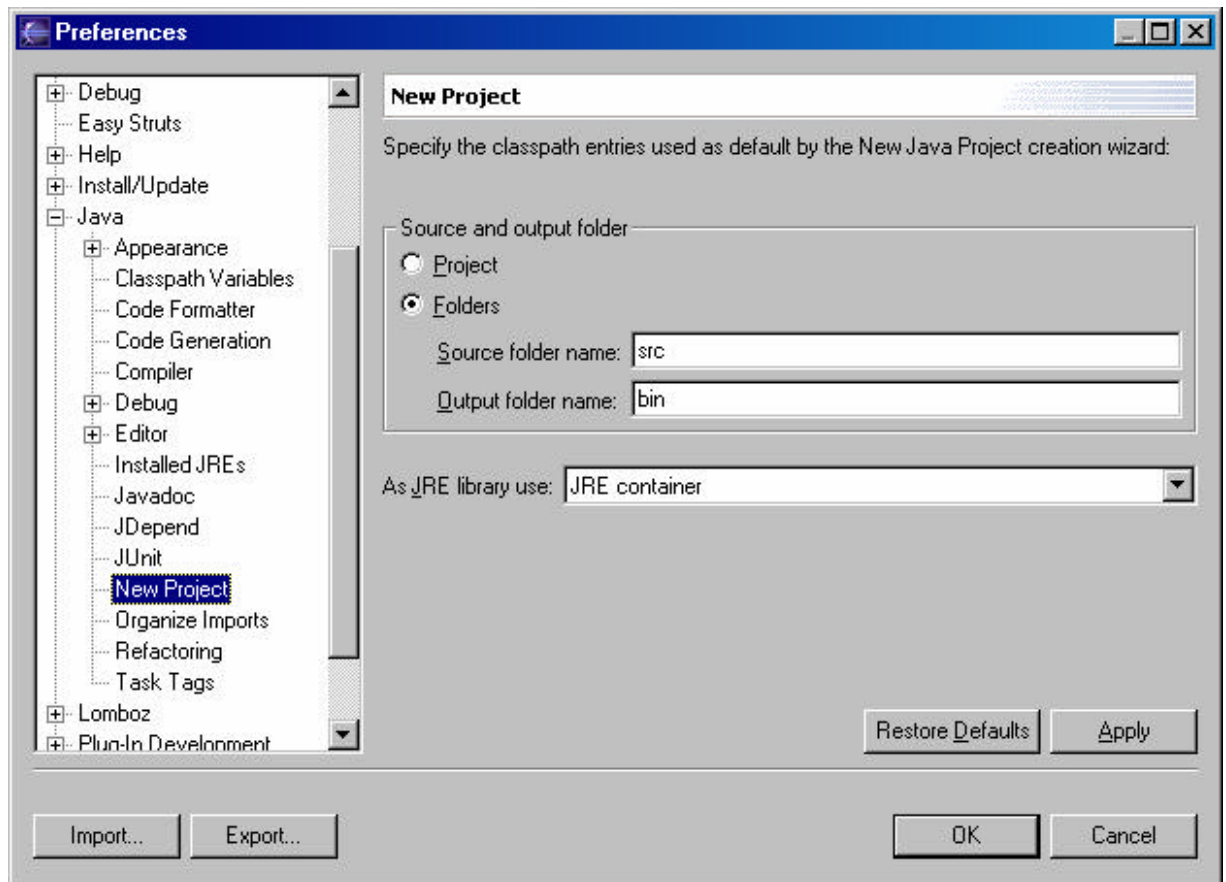 Preferences
Debug
Easy Struts
Help
Install/Update
Java
Appearance
Classpath Variables
Code Formatter
Code Generation
Compiler
Debug
Editor
Installed JREs
Javadoc
JDepend
JUnit
New Project
Organize Imports
Refactoring
Task Tags
Lomboz
Plug-In Development
New Project
Specify the classpath entries used as default by the New Java Project creation wizard:
Source and output folder
Project
Folders
Source folder name: src
Output folder name: bin
As JRE library use: JRE container
Restore Defaults Apply
Import... Export... OK Cancel